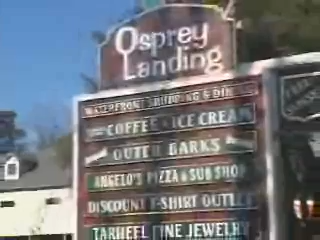 Osprey
Landing
WATERFRONT SHOPPING & DINING
COFFEE & ICE CREAM
OUTER BARKS
ANGELO'S PIZZA & SUB SHOP
DISCOUNT T-SHIRT OUTLET
TARHEEL FINE JEWELRY
FREE